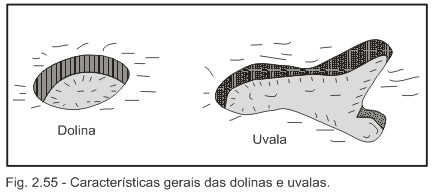 Dolina
Uvala
Fig. 2.55 - Características gerais das dolinas e uvalas.